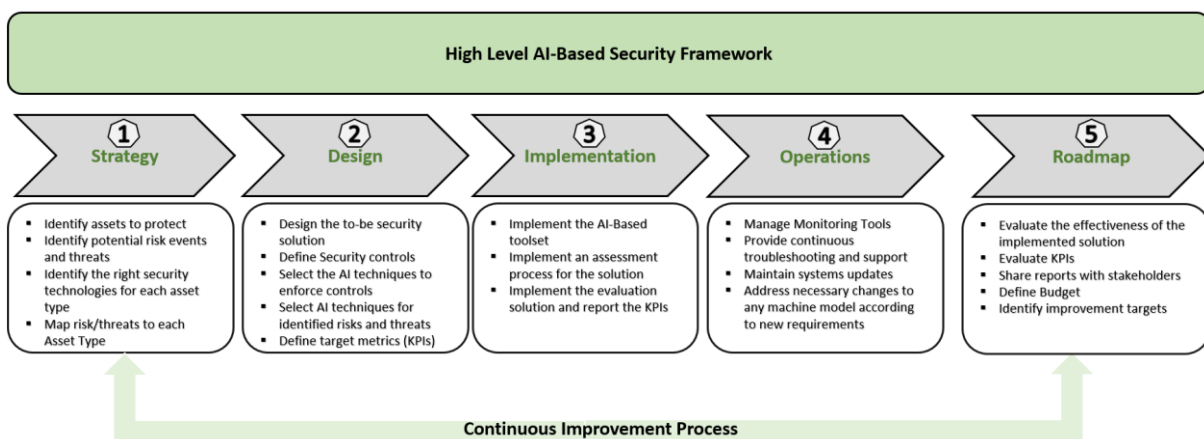 High Level AI-Based Security Framework
1
Strategy
▪ Identify assets to protect
▪ Identify potential risk events
and threats
▪ Identify the right security
technologies for each asset
type
▪ Map risk/threats to each
Asset Type
2
Design
▪ Design the to-be security
solution
▪ Define Security controls
▪ Select the AI techniques to
enforce controls
▪ Select AI techniques for
identified risks and threats
▪ Define target metrics (KPIs)
3
Implementation
▪ Implement the AI-Based
toolset
▪ Implement an assessment
process for the solution
▪ Implement the evaluation
solution and report the KPIs
4
Operations
▪ Manage Monitoring Tools
▪ Provide continuous
troubleshooting and support
▪ Maintain systems updates
▪ Address necessary changes to
any machine model according
to new requirements
5
Roadmap
▪ Evaluate the effectiveness of the
implemented solution
▪ Evaluate KPIs
▪ Share reports with stakeholders
▪ Define Budget
▪ Identify improvement targets
Continuous Improvement Process